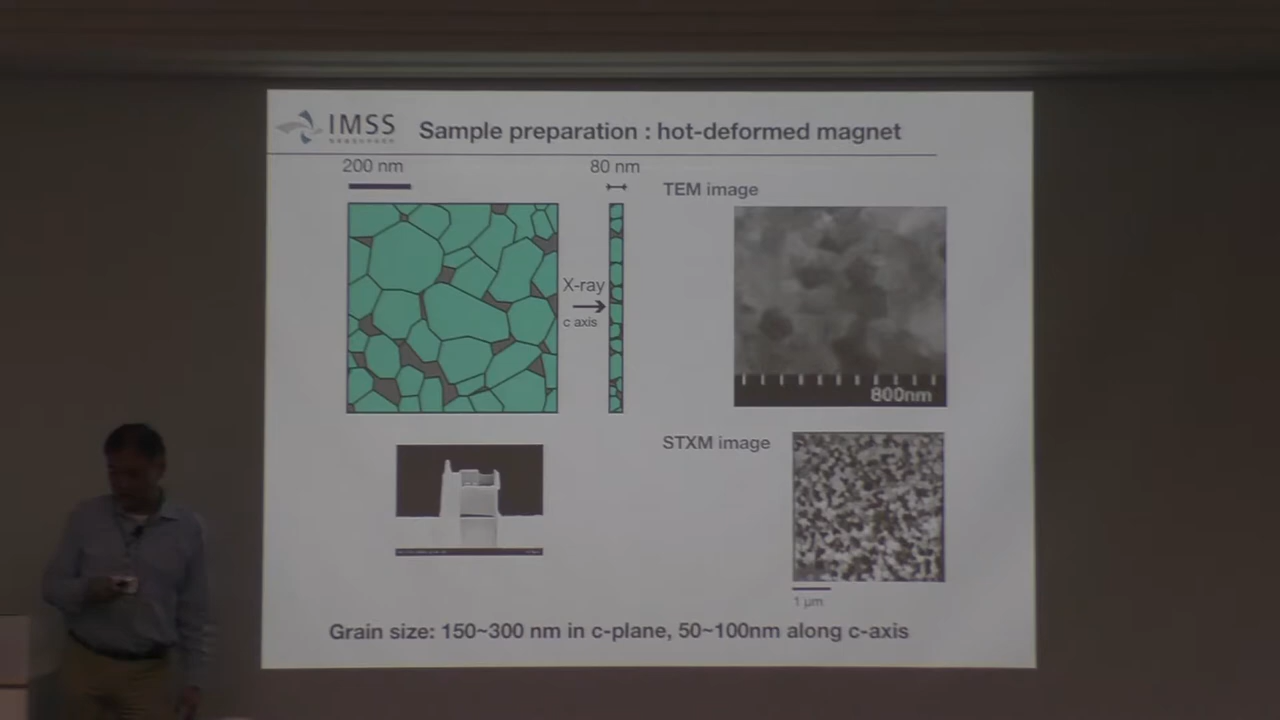 IMSS
Sample preparation : hot-deformed magnet
200 nm
80 nm
TEM image
X-ray
c axis
800nm
STXM image
1 μm
Grain size: 150~300 nm in c-plane, 50~100nm along c-axis